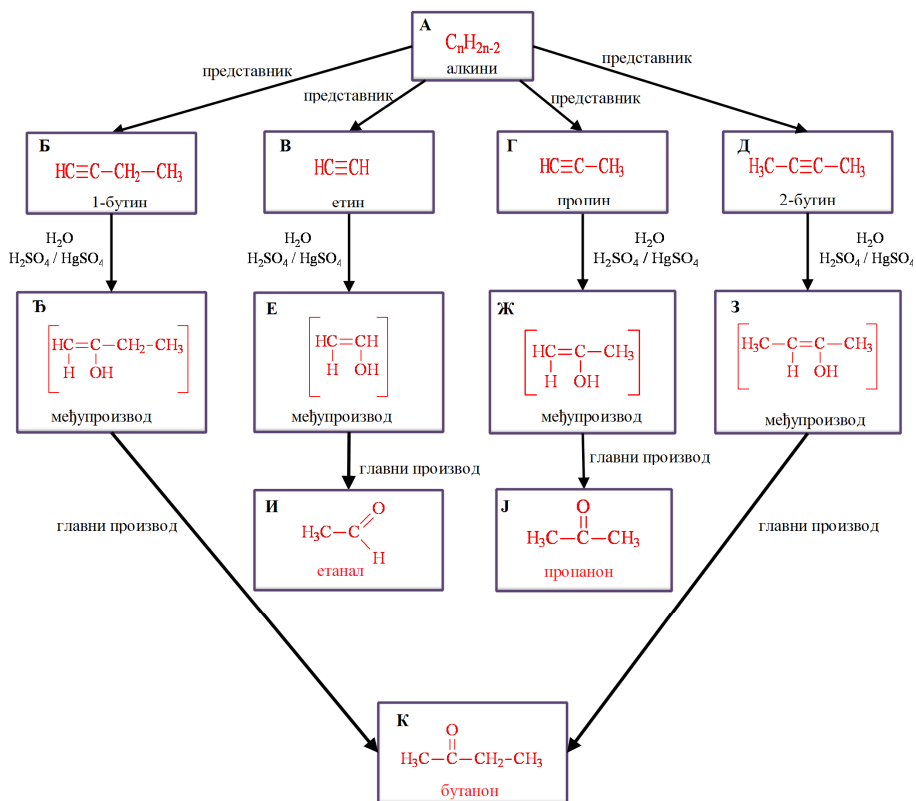 А
CₙH₂ₙ₋₂
алкини
представник
представник
представник
представник
Б
HC≡C–CH₂–CH₃
1-бутин
В
HC≡CH
етин
Г
HC≡C–CH₃
пропин
Д
H₃C–C≡C–CH₃
2-бутин
H₂O
H₂SO₄ / HgSO₄
H₂O
H₂SO₄ / HgSO₄
H₂O
H₂SO₄ / HgSO₄
H₂O
H₂SO₄ / HgSO₄
Ђ
HC=C–CH₂–CH₃
H OH
међупроизвод
Е
HC=CH
H OH
међупроизвод
Ж
HC=C–CH₃
H OH
међупроизвод
З
H₃C–C=C–CH₃
H OH
међупроизвод
главни производ
главни производ
главни производ
главни производ
И
O
H₃C–C
H
етанал
Ј
O
H₃C–C–CH₃
пропанон
К
O
H₃C–C–CH₂–CH₃
бутанон